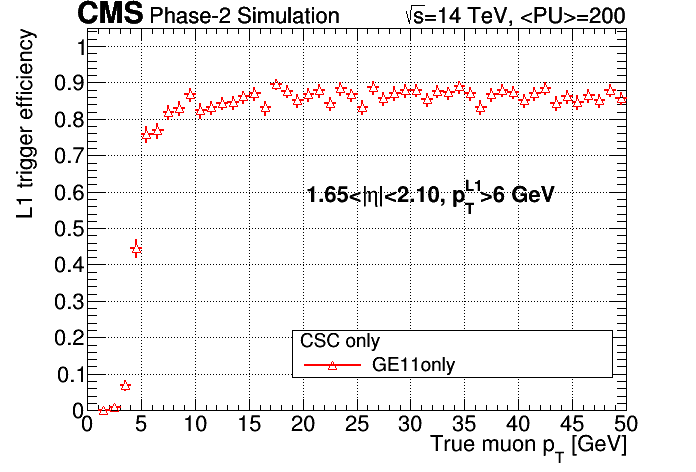 CMS Phase-2 Simulation √s=14 TeV, <PU>=200
L1 trigger efficiency
1
0.9
0.8
0.7
0.6
0.5
0.4
0.3
0.2
0.1
0
1.65<|η|<2.10, p_T^L1>6 GeV
CSC only
GE11only
0 5 10 15 20 25 30 35 40 45 50
True muon p_T [GeV]